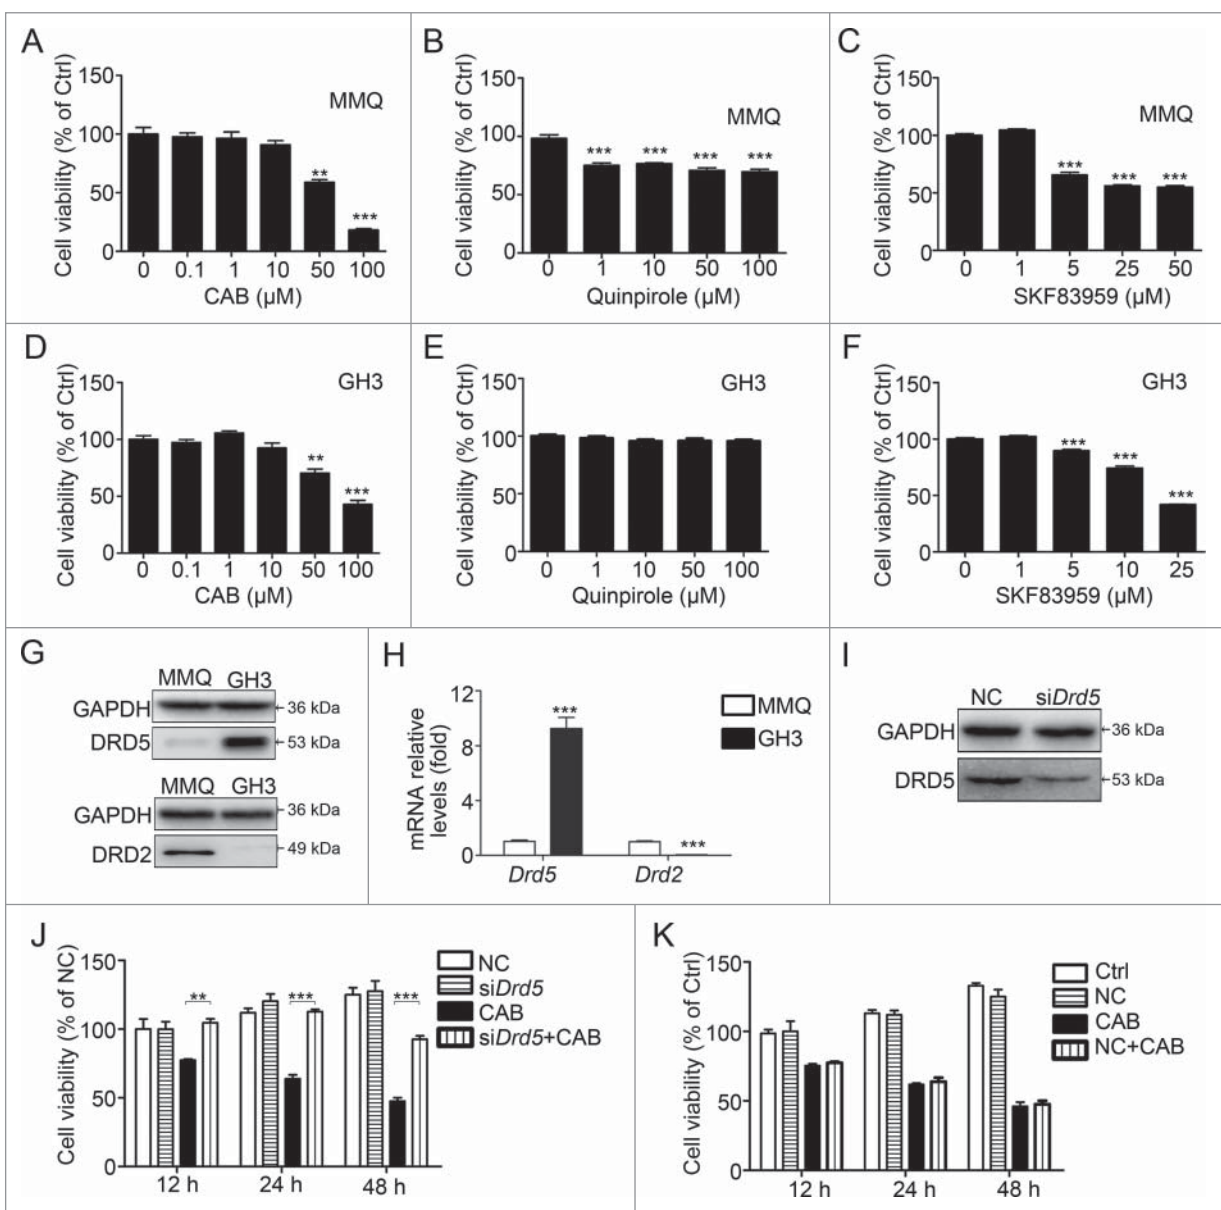 A
Cell viability (% of Ctrl)
150
100
50
0
MMQ
**
***
0 0.1 1 10 50 100
CAB (µM)
B
Cell viability (% of Ctrl)
150
100
50
0
MMQ
*** *** *** ***
0 1 10 50 100
Quinpirole (µM)
C
Cell viability (% of Ctrl)
150
100
50
0
MMQ
*** *** ***
0 1 5 25 50
SKF83959 (µM)
D
Cell viability (% of Ctrl)
150
100
50
0
GH3
**
***
0 0.1 1 10 50 100
CAB (µM)
E
Cell viability (% of Ctrl)
150
100
50
0
GH3
0 1 10 50 100
Quinpirole (µM)
F
Cell viability (% of Ctrl)
150
100
50
0
GH3
***
***
***
0 1 5 10 25
SKF83959 (µM)
G
MMQ GH3
GAPDH ←36 kDa
DRD5 ←53 kDa
MMQ GH3
GAPDH ←36 kDa
DRD2 ←49 kDa
H
mRNA relative
levels (fold)
12
8
4
0
***
***
Drd5 Drd2
MMQ
GH3
I
NC siDrd5
GAPDH ←36 kDa
DRD5 ←53 kDa
J
Cell viability (% of NC)
150
100
50
0
** *** ***
12 h 24 h 48 h
NC
siDrd5
CAB
siDrd5+CAB
K
Cell viability (% of Ctrl)
150
100
50
0
12 h 24 h 48 h
Ctrl
NC
CAB
NC+CAB